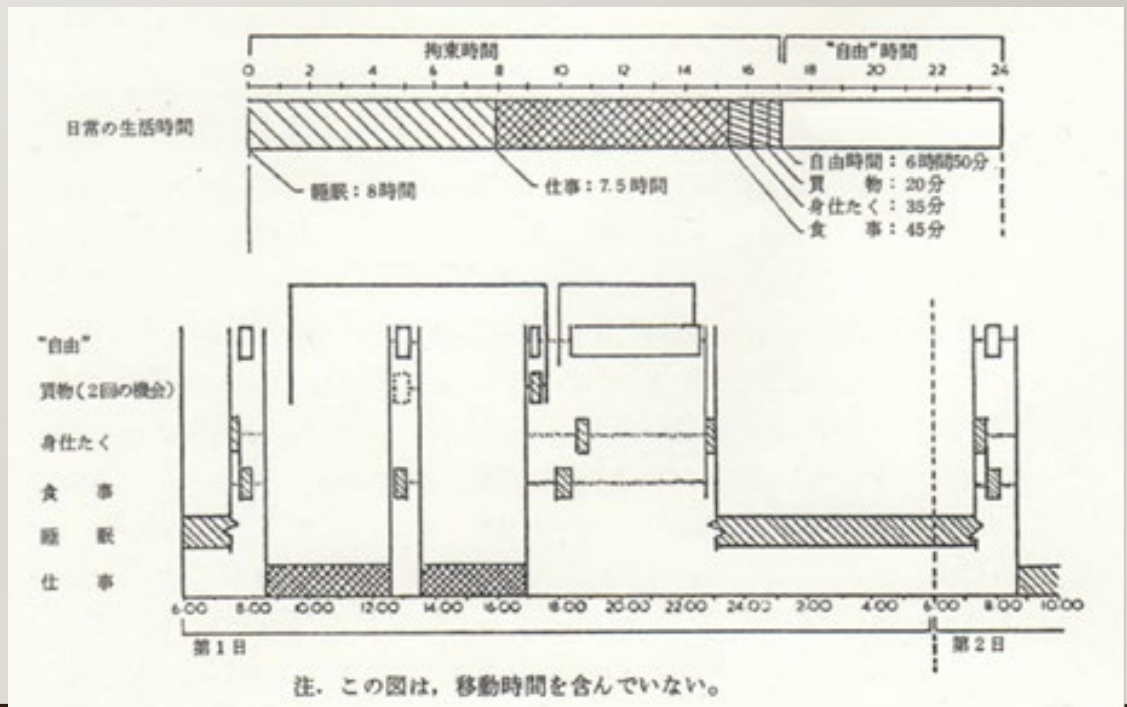 拘束時間 "自由"時間
0 2 4 6 8 10 12 14 16 18 20 22 24
日常の生活時間
睡眠：8時間
仕事：7.5時間
自由時間：6時間50分
買　物：20分
身仕たく：35分
食　事：45分
"自由"
買物(2回の機会)
身仕たく
食　事
睡　眠
仕　事
6.00 8.00 10.00 12.00 14.00 16.00 18.00 20.00 22.00 24.00 2.00 4.00 6.00 8.00 10.00
第1日 第2日
注．この図は，移動時間を含んでいない。